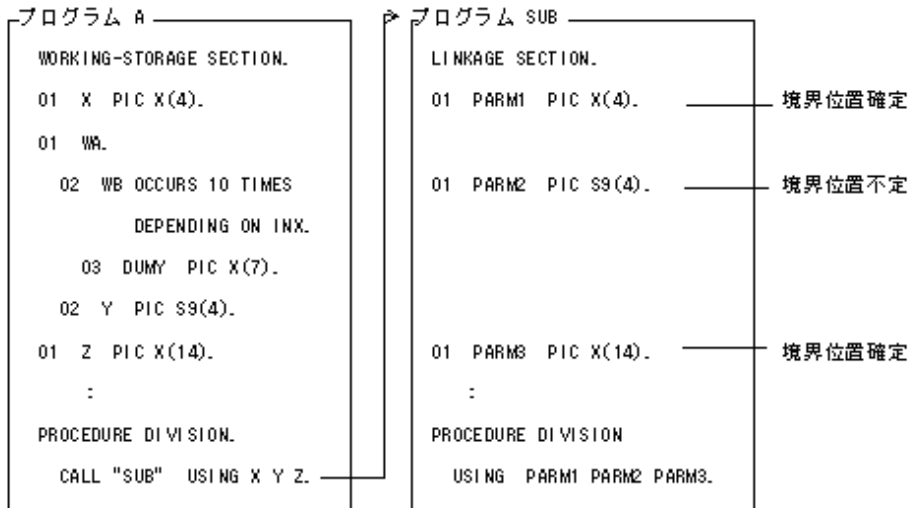 プログラム A
WORKING-STORAGE SECTION.
01 X PIC X(4).
01 WA.
02 WB OCCURS 10 TIMES
DEPENDING ON INX.
03 DUMY PIC X(7).
02 Y PIC S9(4).
01 Z PIC X(14).
:
PROCEDURE DIVISION.
CALL "SUB" USING X Y Z.
プログラム SUB
LINKAGE SECTION.
01 PARM1 PIC X(4).
境界位置確定
01 PARM2 PIC S9(4).
境界位置不定
01 PARM3 PIC X(14).
境界位置確定
:
PROCEDURE DIVISION
USING PARM1 PARM2 PARM3.